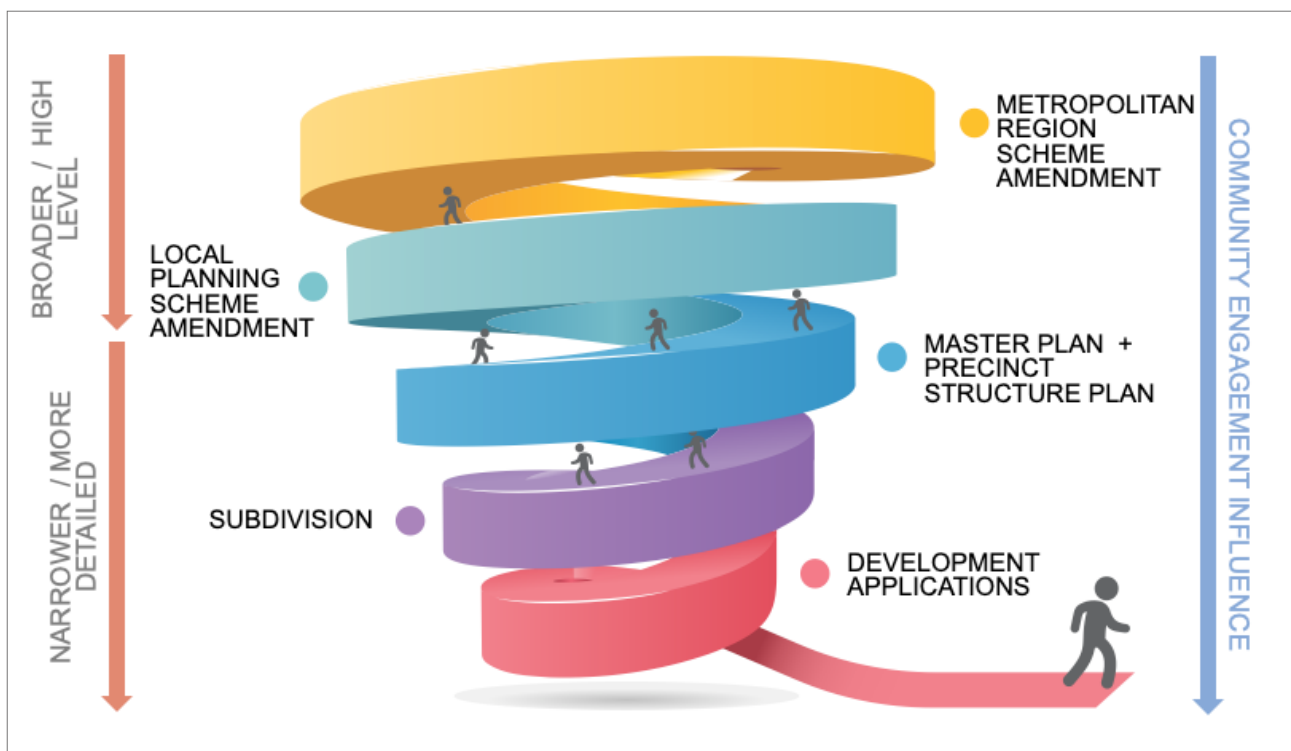 BROADER / HIGH
LEVEL
NARROWER / MORE
DETAILED
METROPOLITAN
REGION
SCHEME
AMENDMENT
LOCAL
PLANNING
SCHEME
AMENDMENT
MASTER PLAN +
PRECINCT
STRUCTURE PLAN
SUBDIVISION
DEVELOPMENT
APPLICATIONS
COMMUNITY ENGAGEMENT INFLUENCE